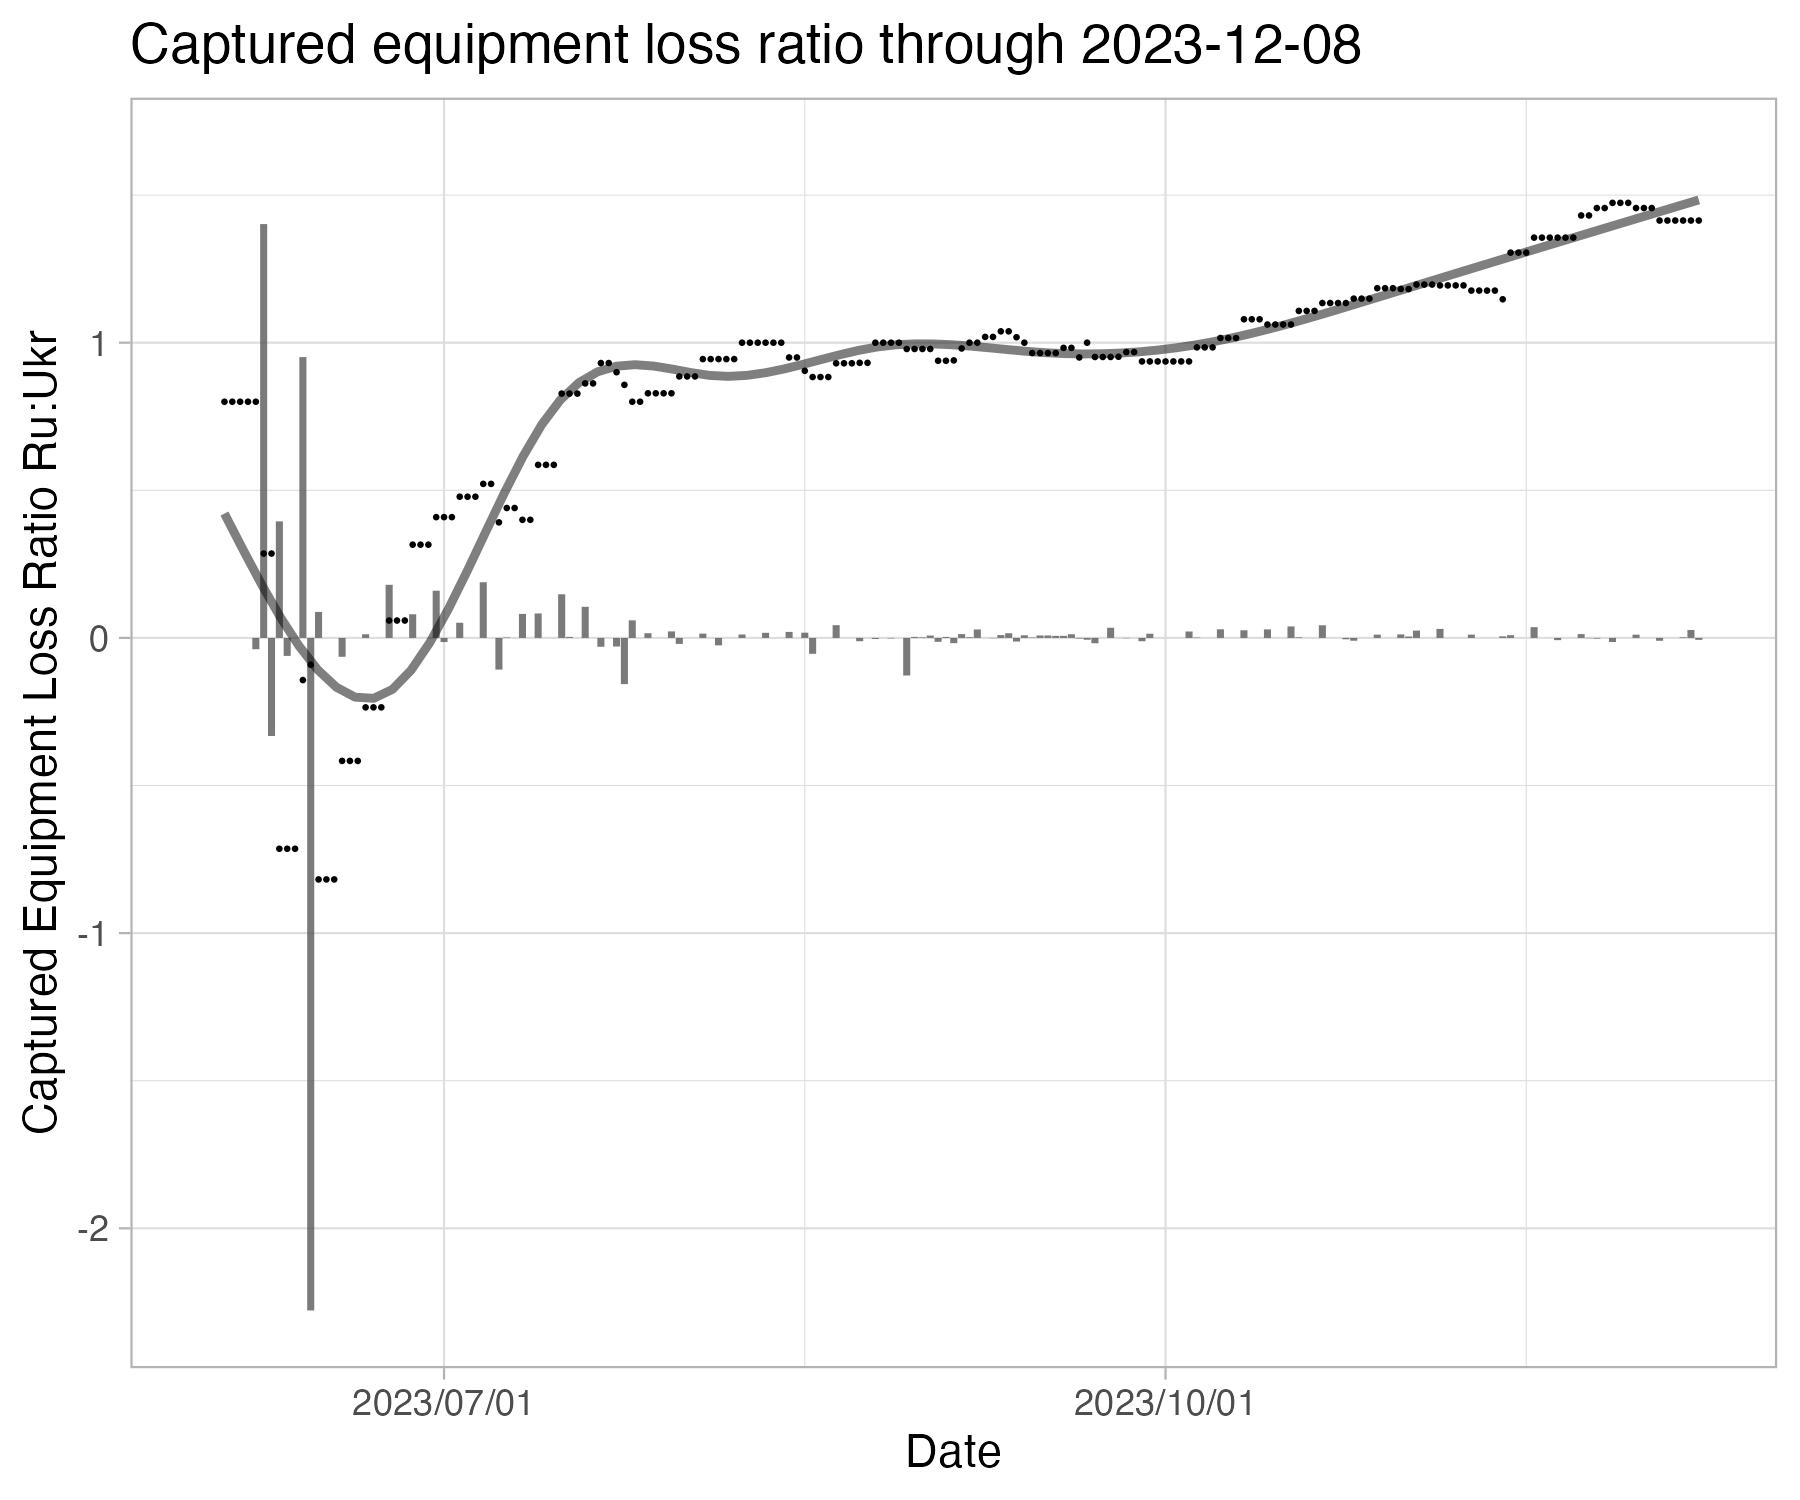 Captured equipment loss ratio through 2023-12-08
Captured Equipment Loss Ratio Ru:Ukr
1
0
-1
-2
2023/07/01
2023/10/01
Date